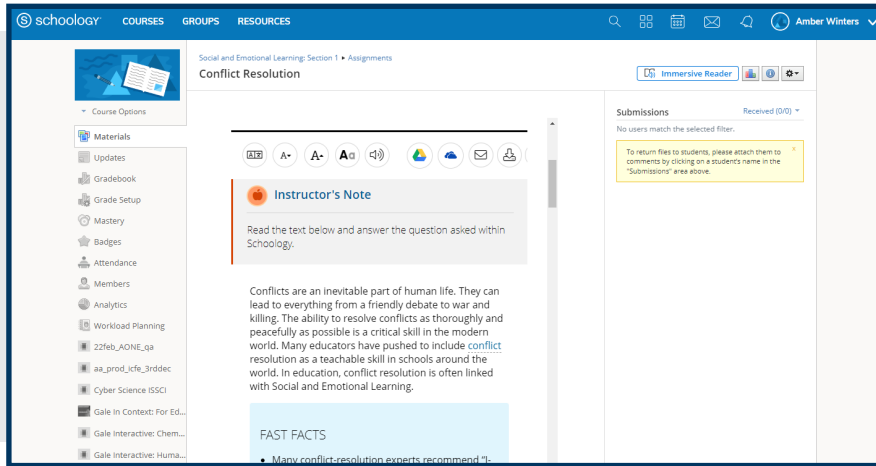 schoology COURSES GROUPS RESOURCES Amber Winters
Social and Emotional Learning: Section 1 ▸ Assignments
Conflict Resolution
Immersive Reader
Course Options
Materials
Updates
Gradebook
Grade Setup
Mastery
Badges
Attendance
Members
Analytics
Workload Planning
22feb_AONE_qa
aa_prod_icfe_3rddec
Cyber Science ISSCI
Gale In Context: For Ed...
Gale Interactive: Chem...
Gale Interactive: Huma...
A- A+ Aa
Instructor's Note
Read the text below and answer the question asked within
Schoology.
Conflicts are an inevitable part of human life. They can
lead to everything from a friendly debate to war and
killing. The ability to resolve conflicts as thoroughly and
peacefully as possible is a critical skill in the modern
world. Many educators have pushed to include conflict
resolution as a teachable skill in schools around the
world. In education, conflict resolution is often linked
with Social and Emotional Learning.
FAST FACTS
• Many conflict-resolution experts recommend "I-
Submissions Received (0/0)
No users match the selected filter.
To return files to students, please attach them to
comments by clicking on a student's name in the
"Submissions" area above.